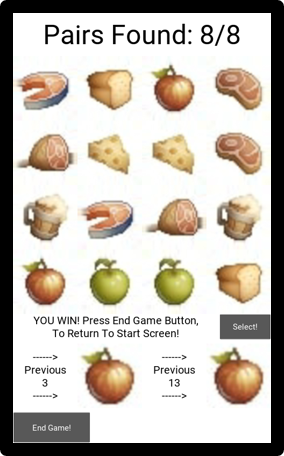 Pairs Found: 8/8
YOU WIN! Press End Game Button,
To Return To Start Screen!
Select!
------>
Previous
3
------>
------>
Previous
13
------>
End Game!